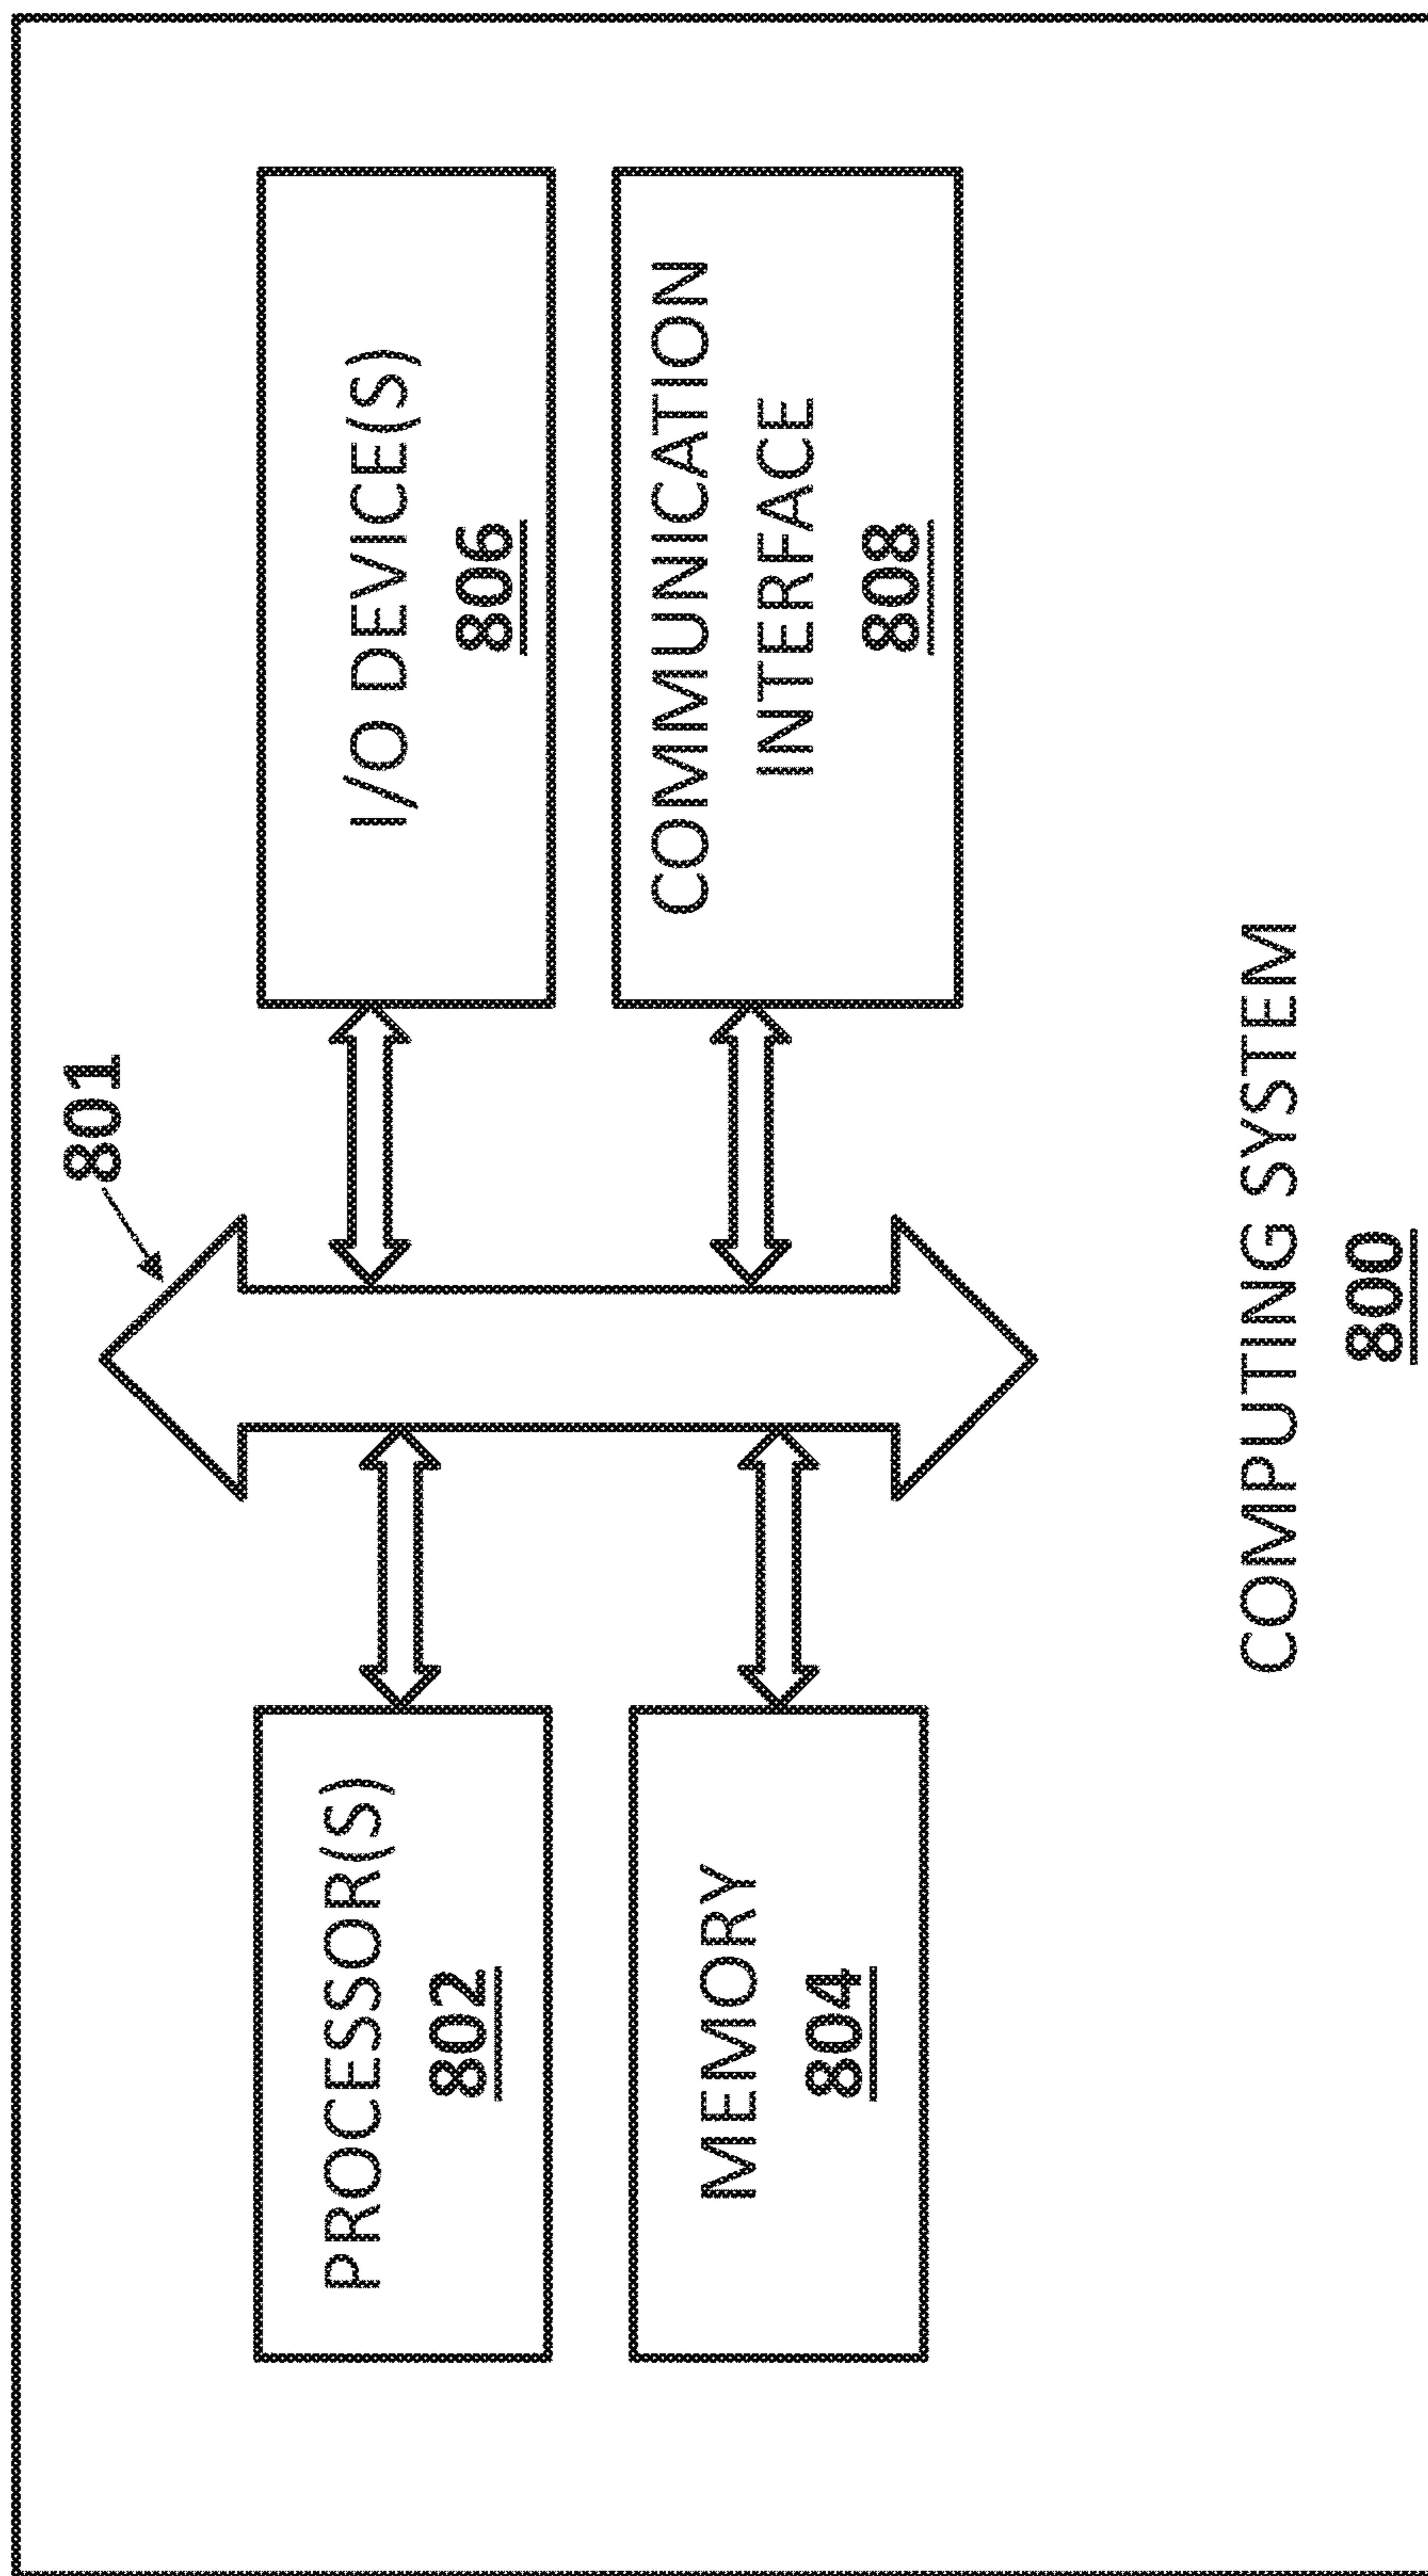 801
PROCESSOR(S)
802
I/O DEVICE(S)
806
MEMORY
804
COMMUNICATION
INTERFACE
808
COMPUTING SYSTEM
800